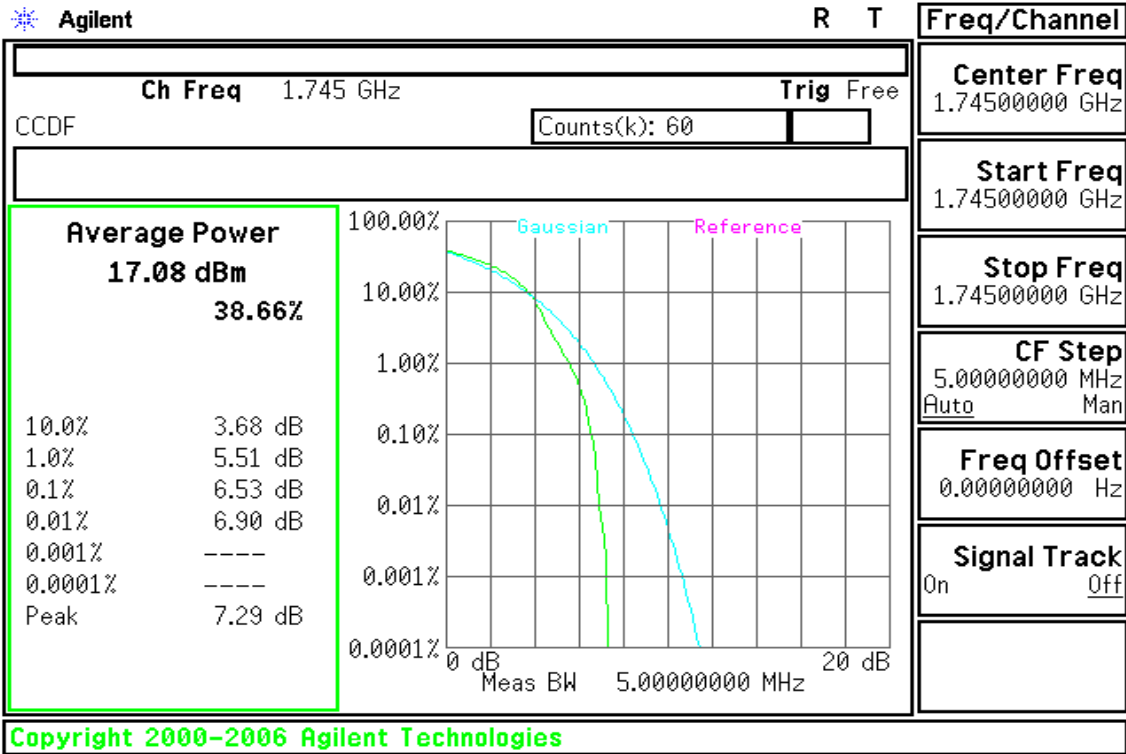 Agilent R T Freq/Channel
Ch Freq 1.745 GHz Trig Free
CCDF Counts(k): 60
Average Power
17.08 dBm
38.66%
10.0% 3.68 dB
1.0% 5.51 dB
0.1% 6.53 dB
0.01% 6.90 dB
0.001% ----
0.0001% ----
Peak 7.29 dB
Gaussian Reference
100.00%
10.00%
1.00%
0.10%
0.01%
0.001%
0.0001%
0 dB 20 dB
Meas BW 5.00000000 MHz
Center Freq
1.74500000 GHz
Start Freq
1.74500000 GHz
Stop Freq
1.74500000 GHz
CF Step
5.00000000 MHz
Auto Man
Freq Offset
0.00000000 Hz
Signal Track
On Off
Copyright 2000-2006 Agilent Technologies